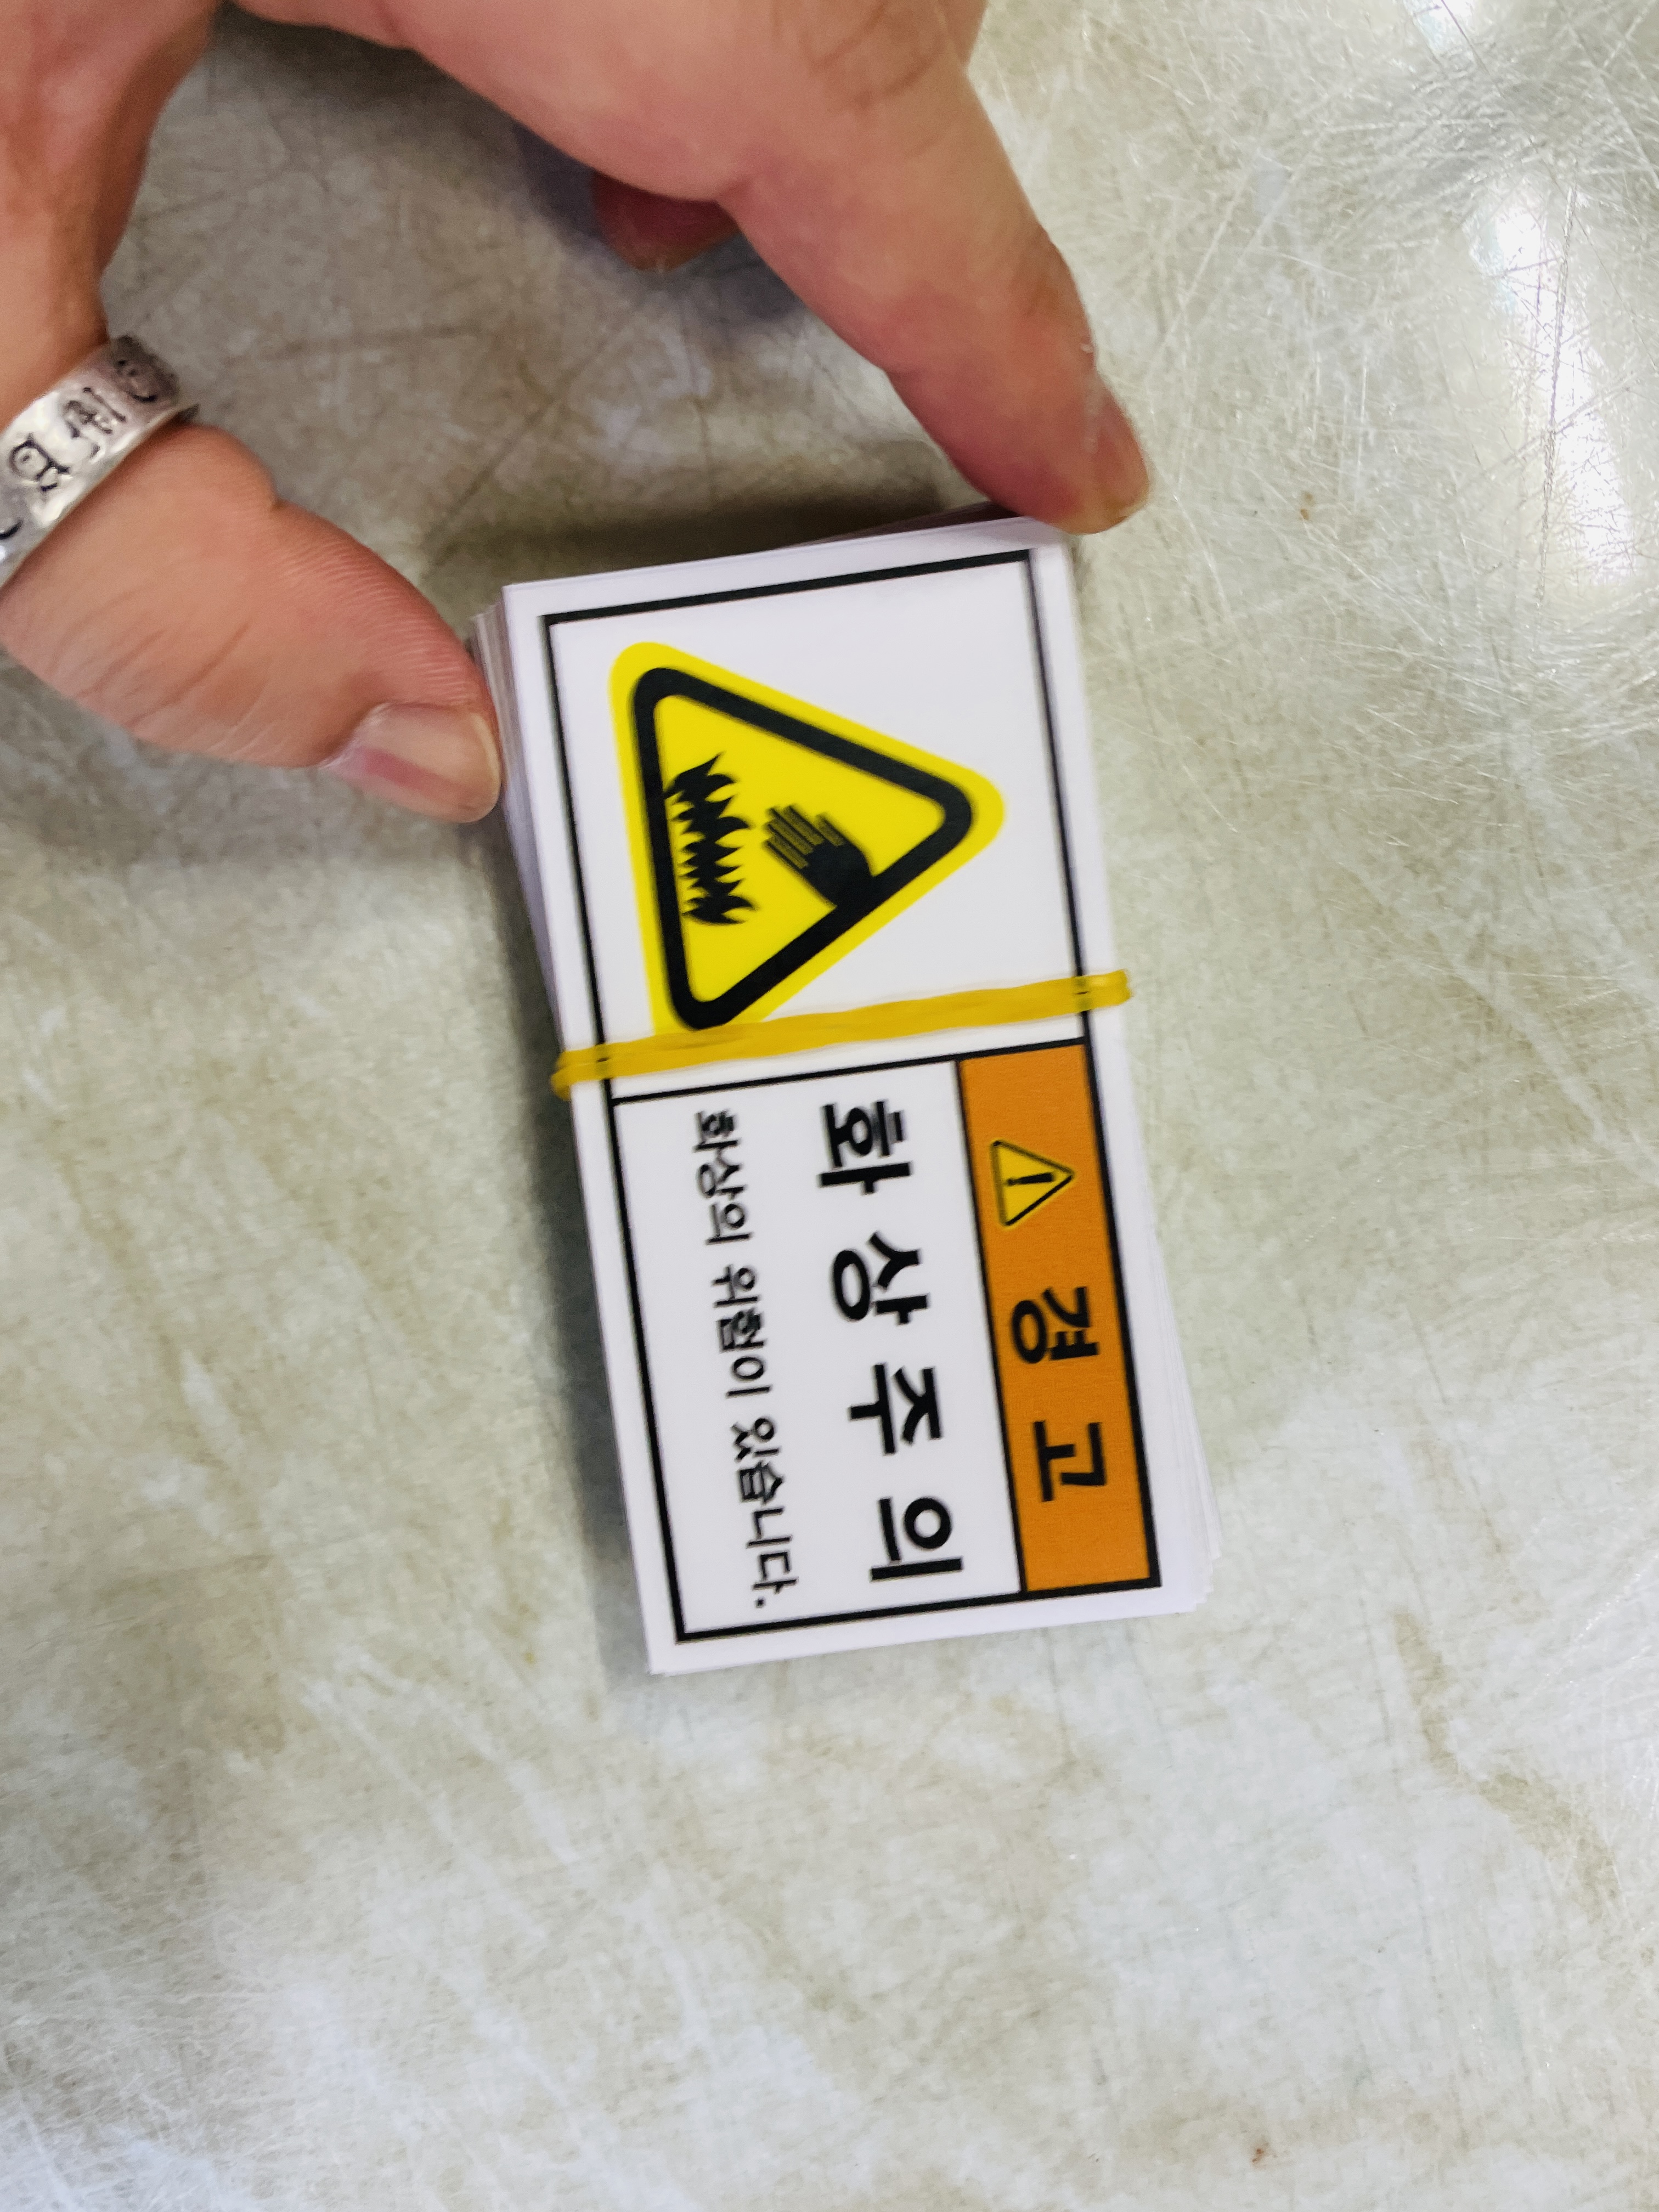 경고
화상주의
화상의 위험이 있습니다.